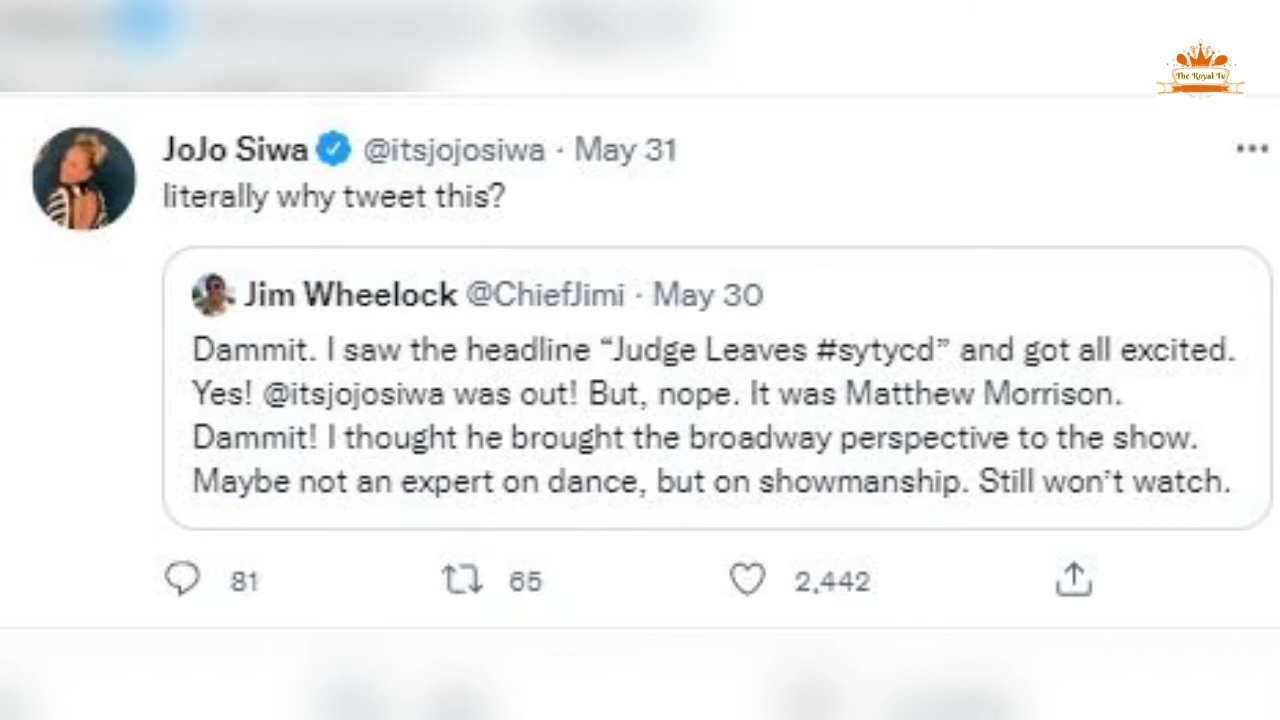 The Royal Tv
JoJo Siwa @itsjojosiwa · May 31
literally why tweet this?
Jim Wheelock @ChiefJimi · May 30
Dammit. I saw the headline “Judge Leaves #sytycd” and got all excited.
Yes! @itsjojosiwa was out! But, nope. It was Matthew Morrison.
Dammit! I thought he brought the broadway perspective to the show.
Maybe not an expert on dance, but on showmanship. Still won’t watch.
81 65 2,442